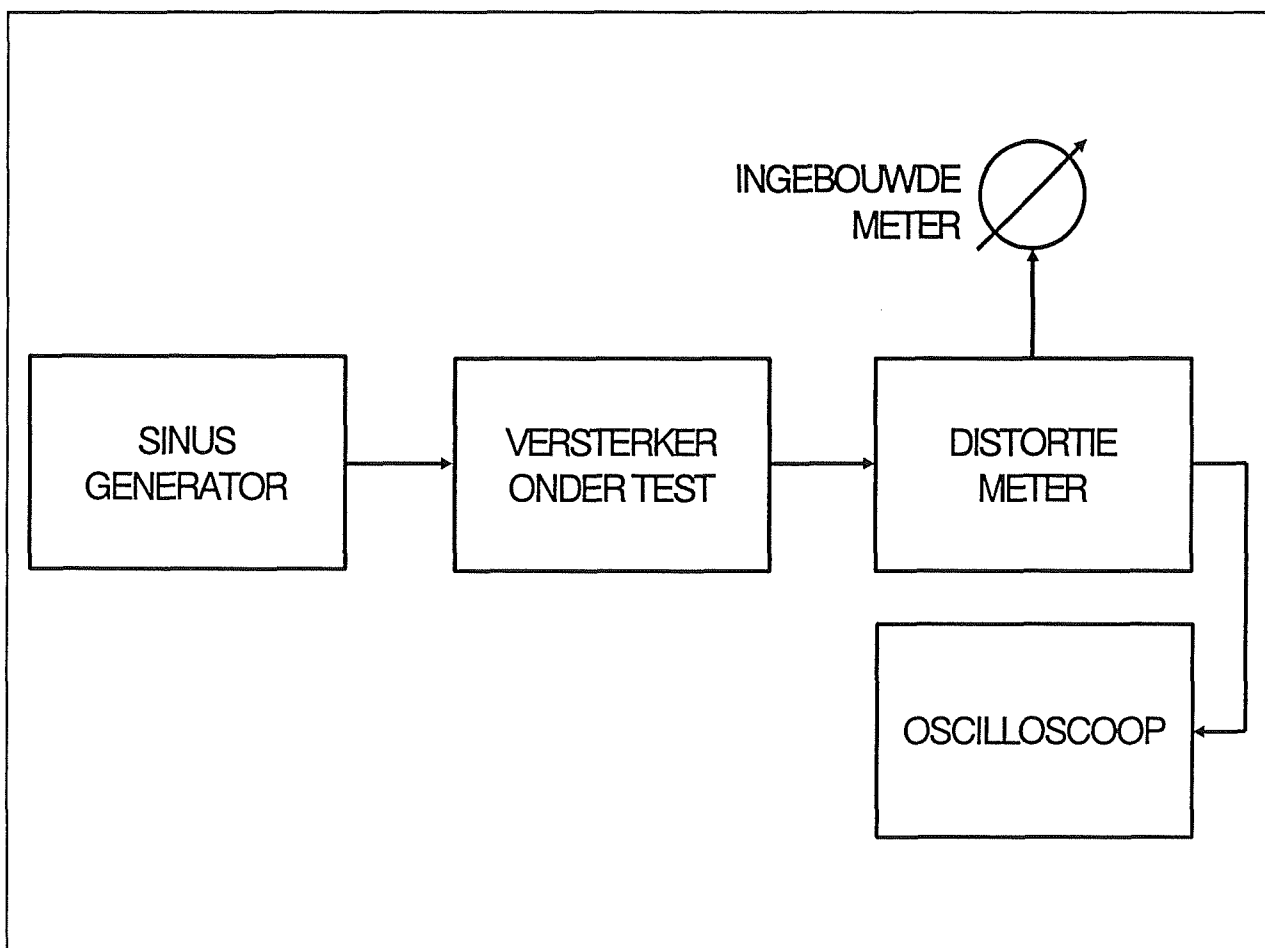 INGEBOUWDE
METER
SINUS
GENERATOR
VERSTERKER
ONDER TEST
DISTORTIE
METER
OSCILLOSCOOP